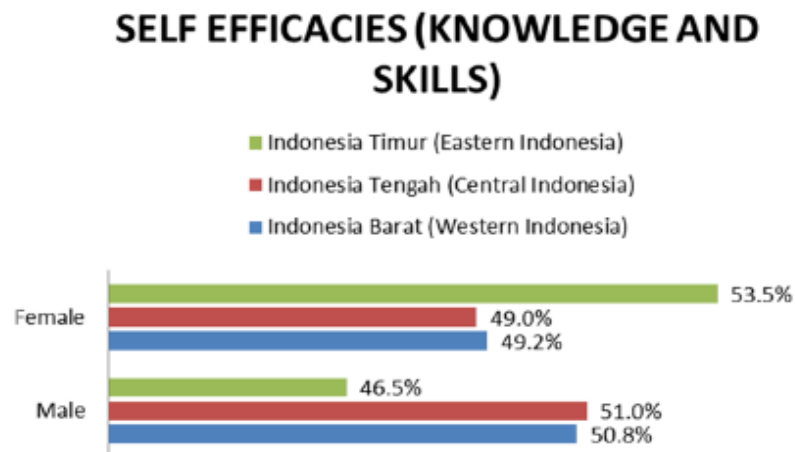 SELF EFFICACIES (KNOWLEDGE AND
SKILLS)
Indonesia Timur (Eastern Indonesia)
Indonesia Tengah (Central Indonesia)
Indonesia Barat (Western Indonesia)
53.5%
Female
49.0%
49.2%
46.5%
Male
51.0%
50.8%